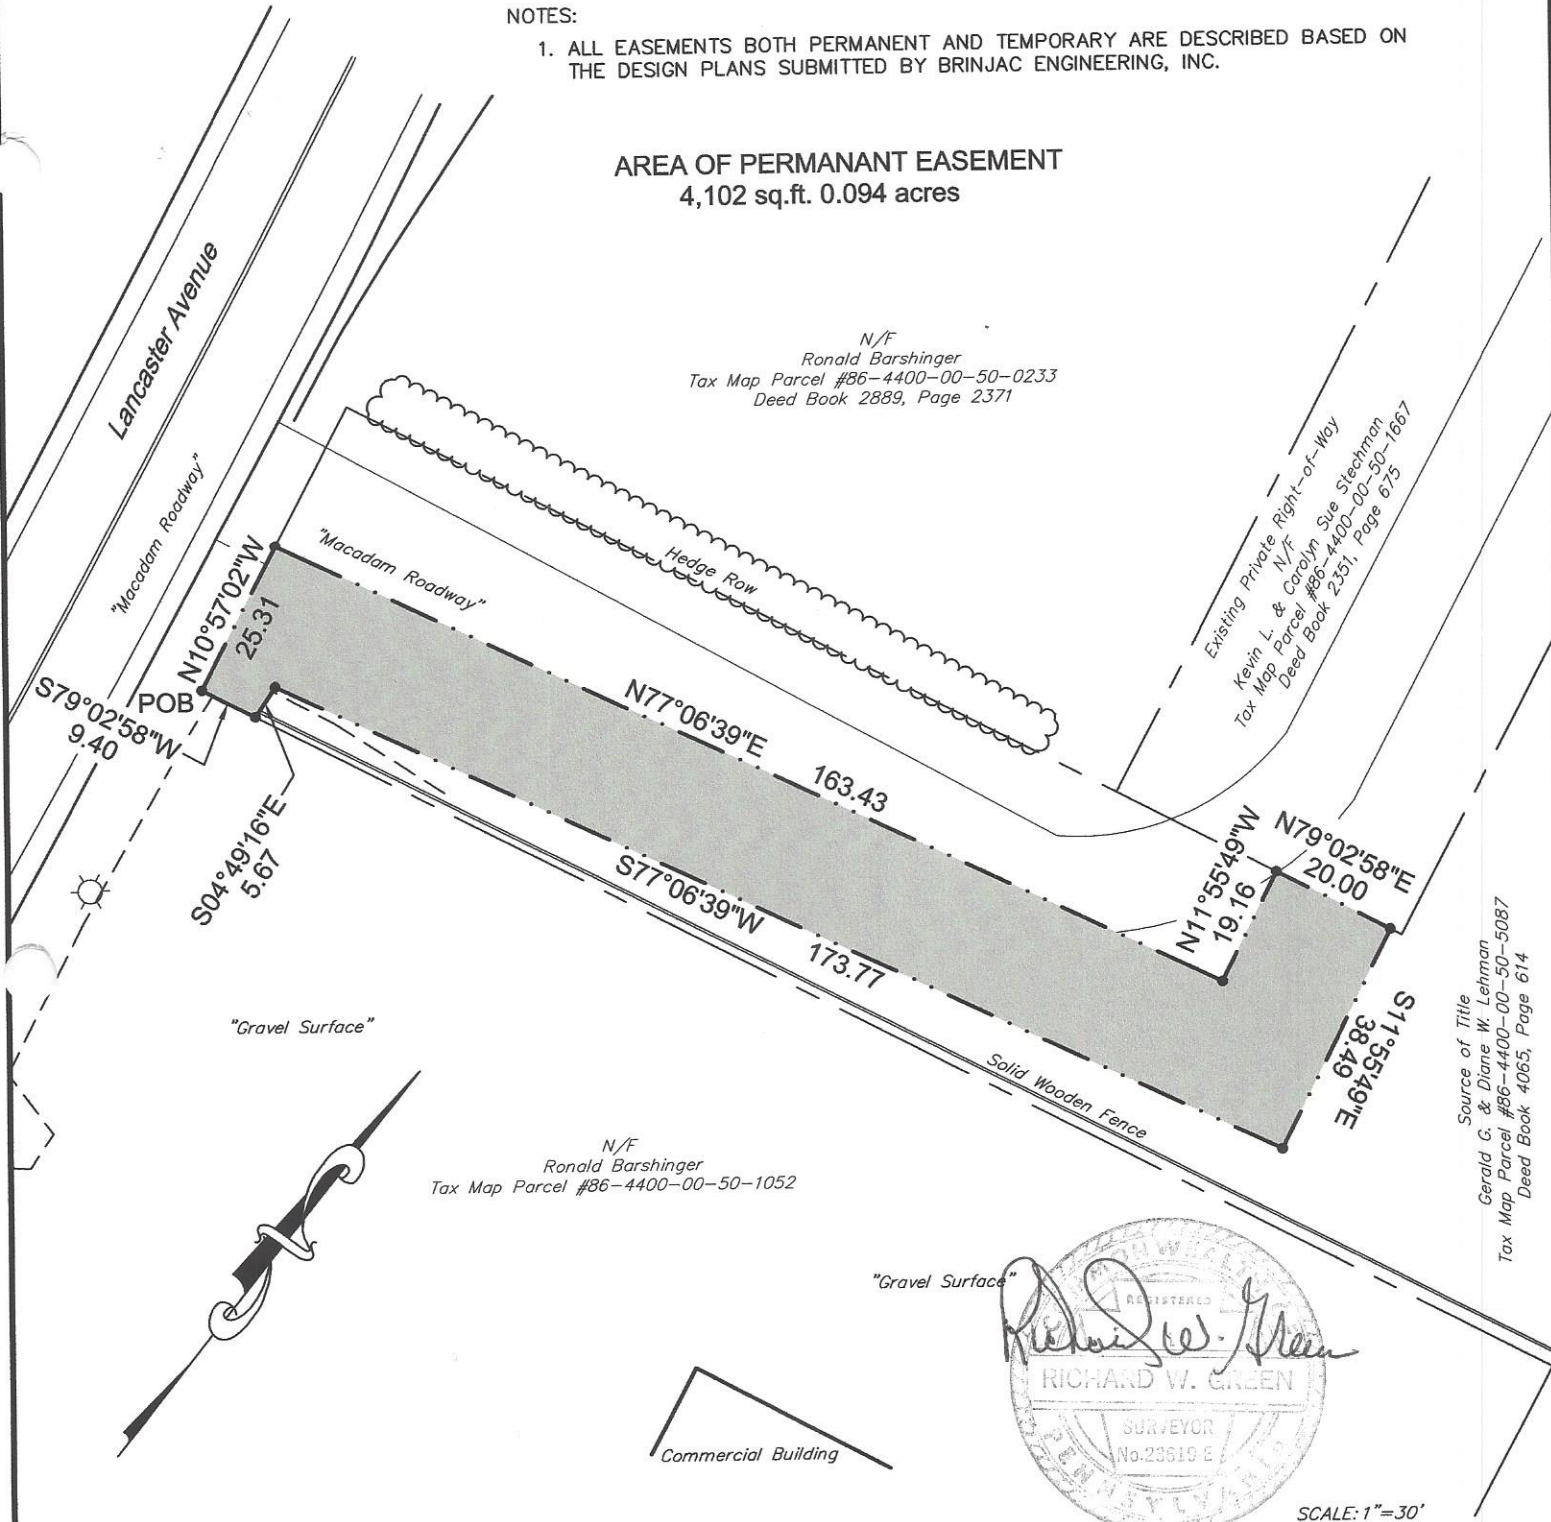 NOTES:
1. ALL EASEMENTS BOTH PERMANENT AND TEMPORARY ARE DESCRIBED BASED ON
THE DESIGN PLANS SUBMITTED BY BRINJAC ENGINEERING, INC.
AREA OF PERMANANT EASEMENT
4,102 sq.ft. 0.094 acres
Lancaster Avenue
"Macadam Roadway"
N/F
Ronald Barshinger
Tax Map Parcel #86-4400-00-50-0233
Deed Book 2889, Page 2371
Existing Private Right-of-Way
N/F
Kevin L. & Carolyn Sue Stechman
Tax Map Parcel #86-4400-00-50-1667
Deed Book 2351, Page 675
"Macadam Roadway"
Hedge Row
N10°57'02"W
25.31
POB
S79°02'58"W
9.40
S04°49'16"E
5.67
N77°06'39"E
163.43
S77°06'39"W
173.77
N11°55'49"W
19.16
N79°02'58"E
20.00
S11°55'49"E
38.49
Source of Title
Gerald G. & Diane W. Lehman
Tax Map Parcel #86-4400-00-50-5087
Deed Book 4065, Page 614
"Gravel Surface"
Solid Wooden Fence
N/F
Ronald Barshinger
Tax Map Parcel #86-4400-00-50-1052
"Gravel Surface"
REGISTERED
Richard W. Green
RICHARD W. GREEN
SURVEYOR
No.23619-E
PENNSYLVANIA
Commercial Building
SCALE: 1"=30'